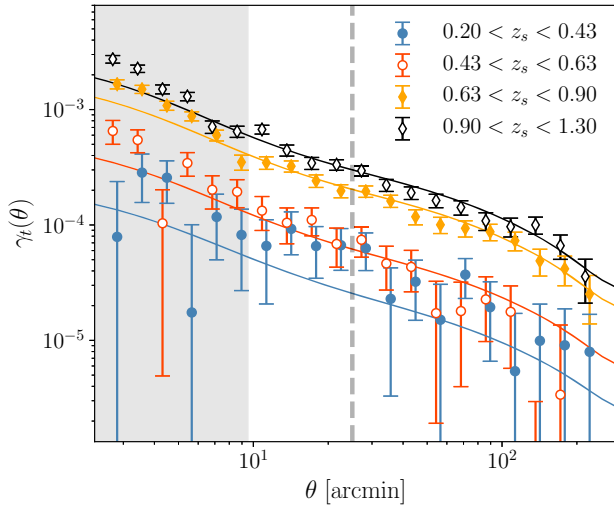 0.20 < z_s < 0.43
0.43 < z_s < 0.63
0.63 < z_s < 0.90
0.90 < z_s < 1.30
10^{-3}
10^{-4}
10^{-5}
γ_t(θ)
10^1
10^2
θ [arcmin]